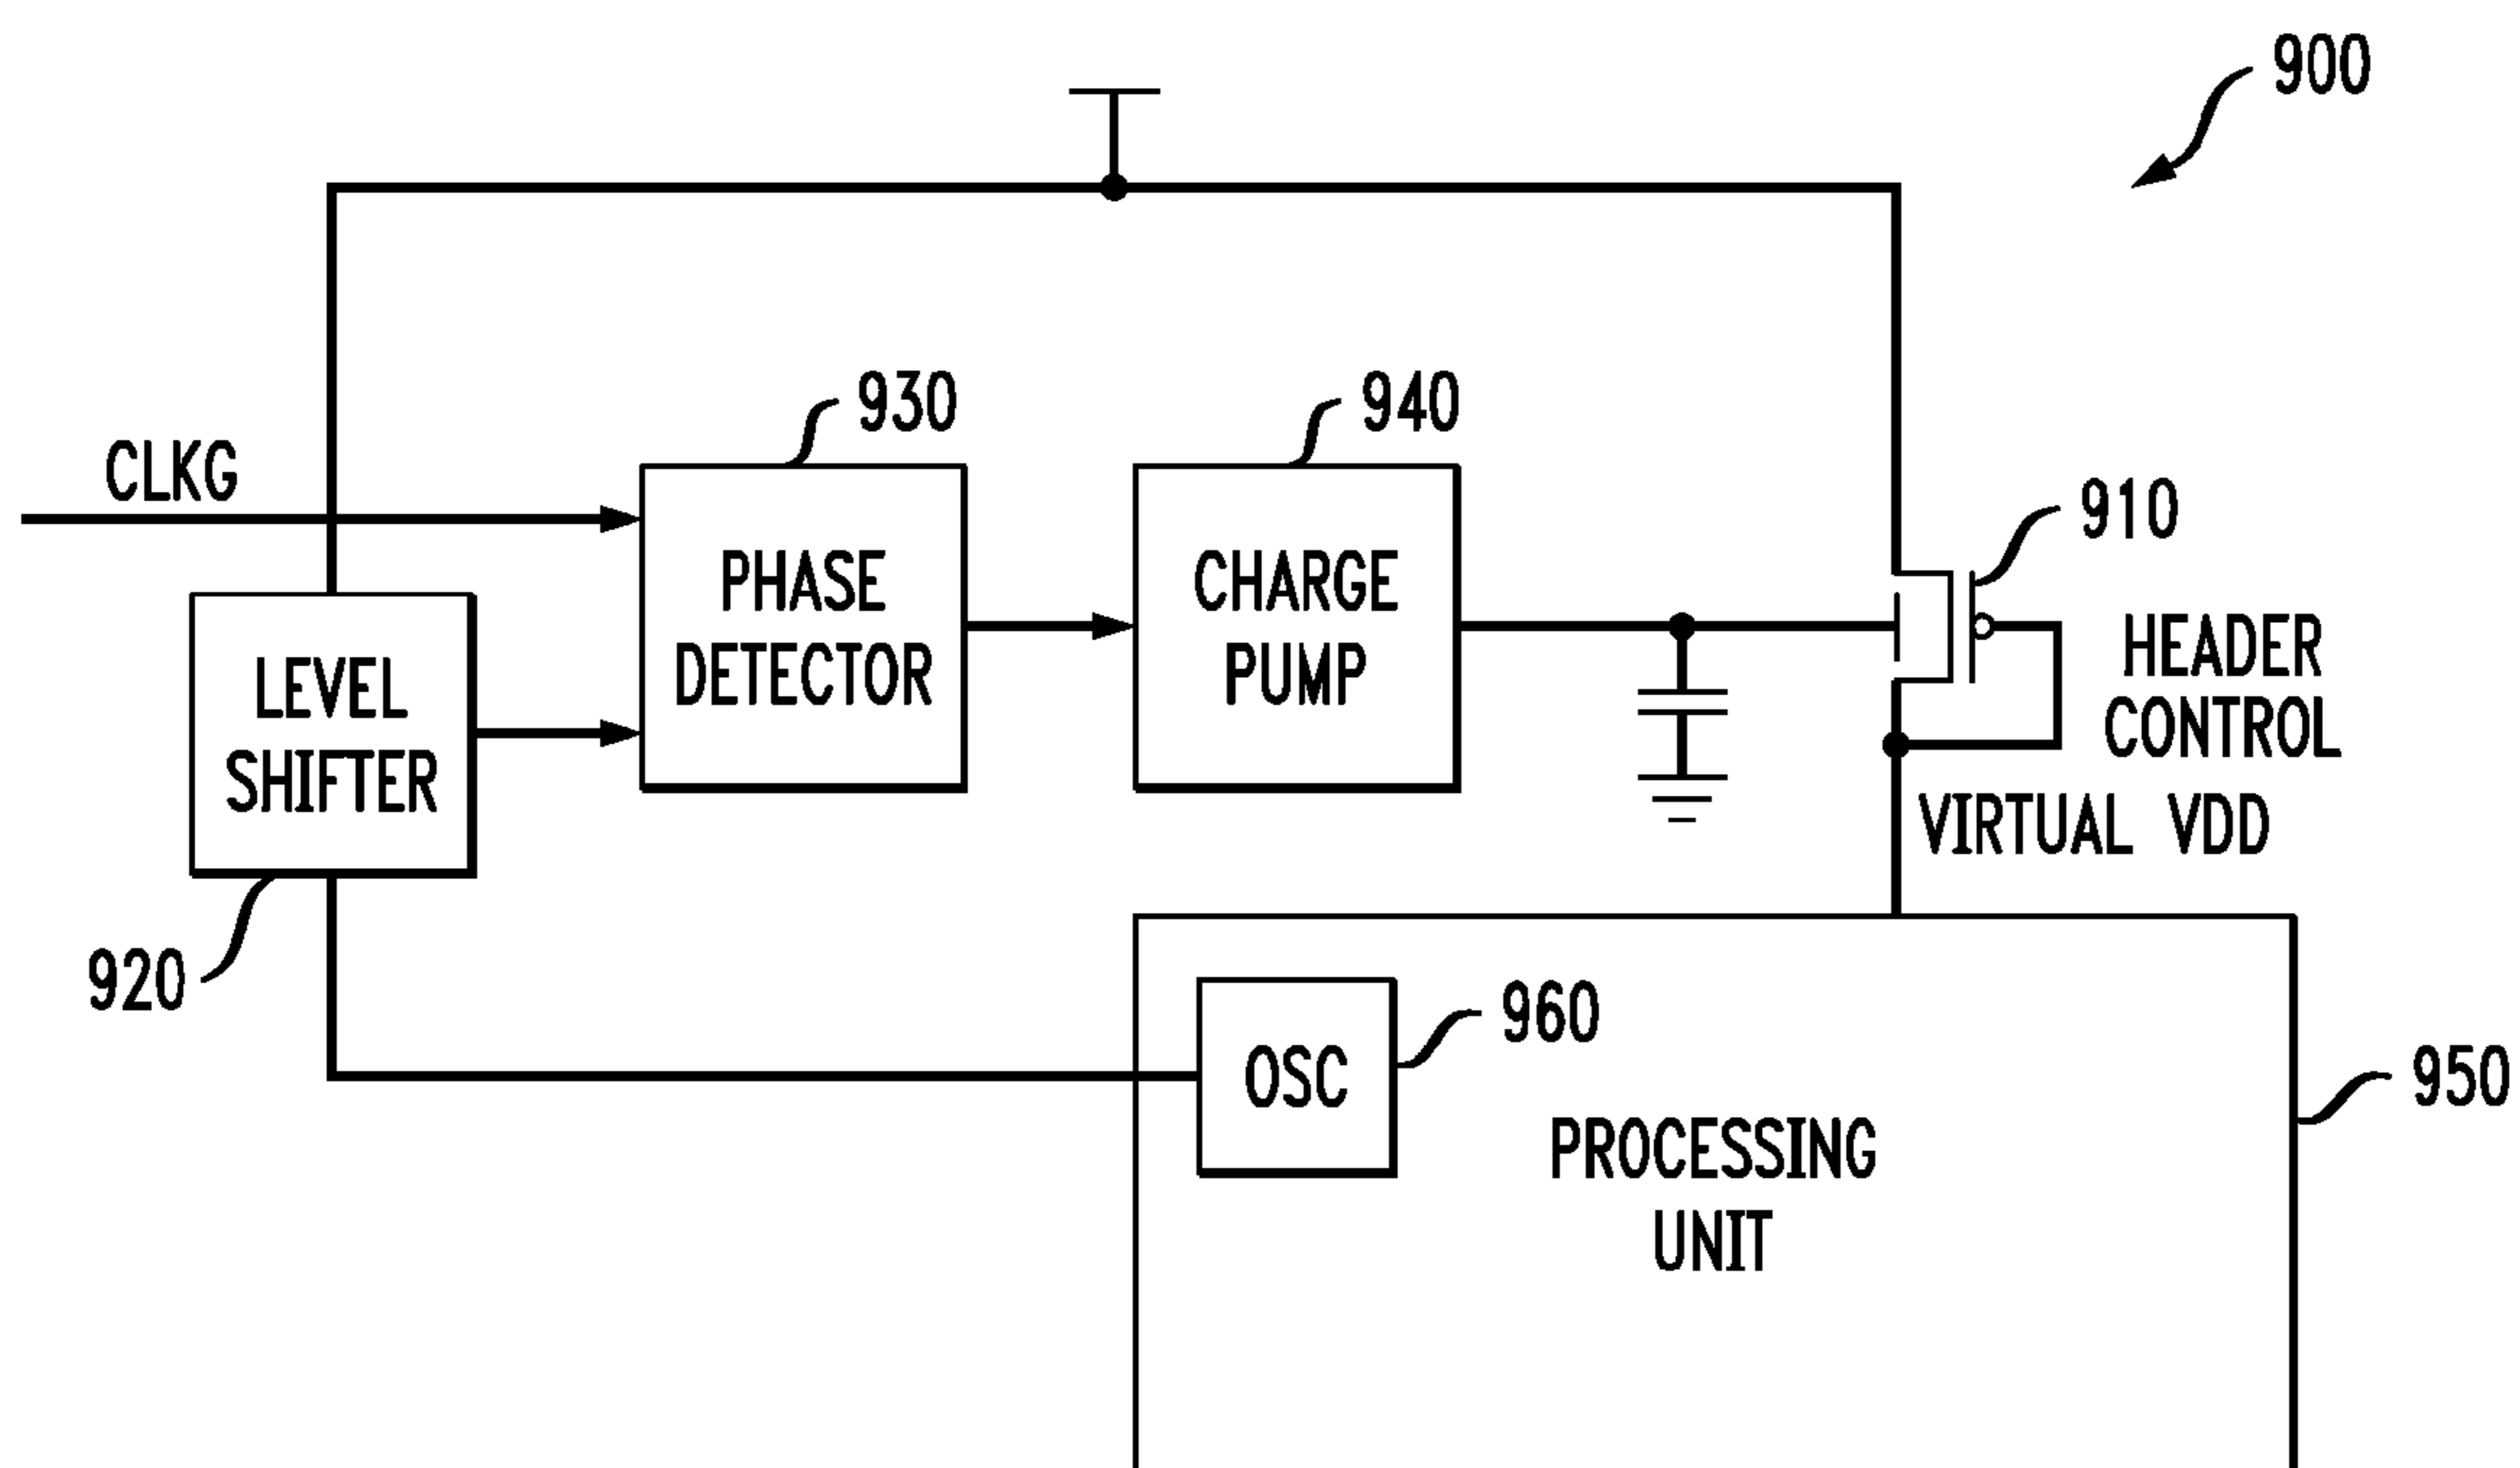 900
930
940
CLKG
910
PHASE
DETECTOR
CHARGE
PUMP
HEADER
CONTROL
LEVEL
SHIFTER
VIRTUAL VDD
920
960
OSC
950
PROCESSING
UNIT